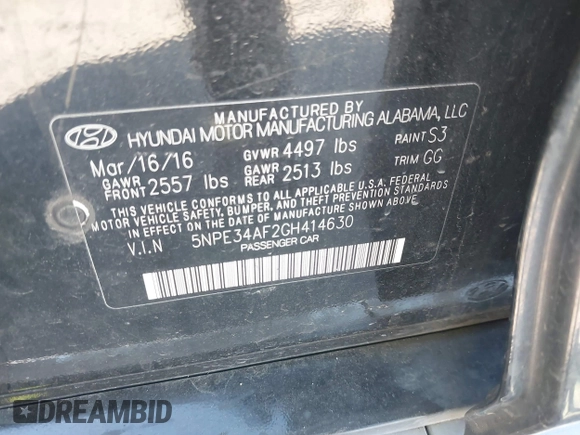 MANUFACTURED BY
HYUNDAI MOTOR MANUFACTURING ALABAMA, LLC
Mar/16/16 GVWR 4497 lbs PAINT S3
GAWR FRONT 2557 lbs GAWR REAR 2513 lbs TRIM GG
THIS VEHICLE CONFORMS TO ALL APPLICABLE U.S.A. FEDERAL
MOTOR VEHICLE SAFETY, BUMPER, AND THEFT PREVENTION
STANDARDS IN EFFECT ON THE DATE OF MANUFACTURE SHOWN ABOVE.
V.I.N 5NPE34AF2GH414630
PASSENGER CAR
DREAMBID